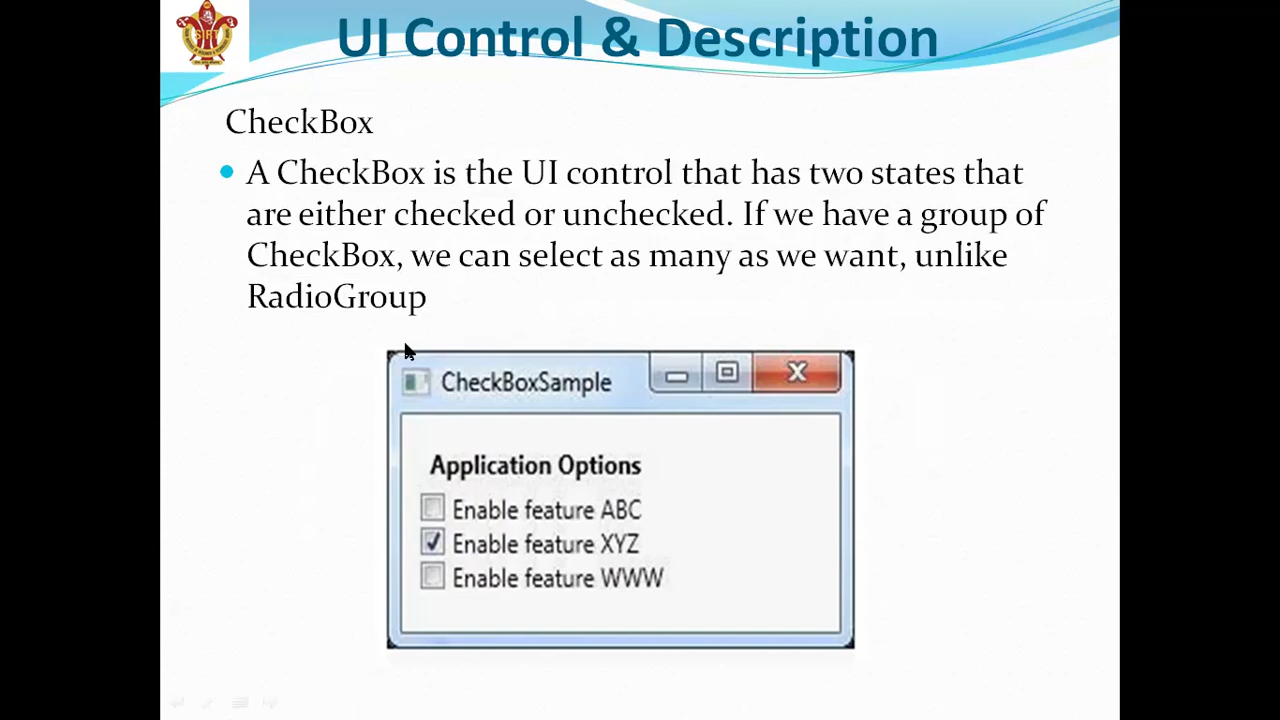 UI Control & Description
CheckBox
A CheckBox is the UI control that has two states that
are either checked or unchecked. If we have a group of
CheckBox, we can select as many as we want, unlike
RadioGroup
CheckBoxSample
Application Options
Enable feature ABC
Enable feature XYZ
Enable feature WWW